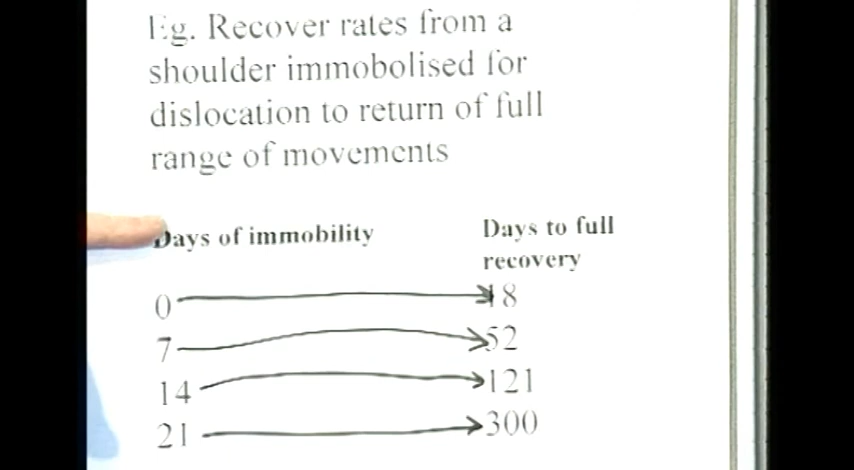 Eg. Recover rates from a
shoulder immobolised for
dislocation to return of full
range of movements
Days of immobility
Days to full
recovery
0 18
7 52
14 121
21 300